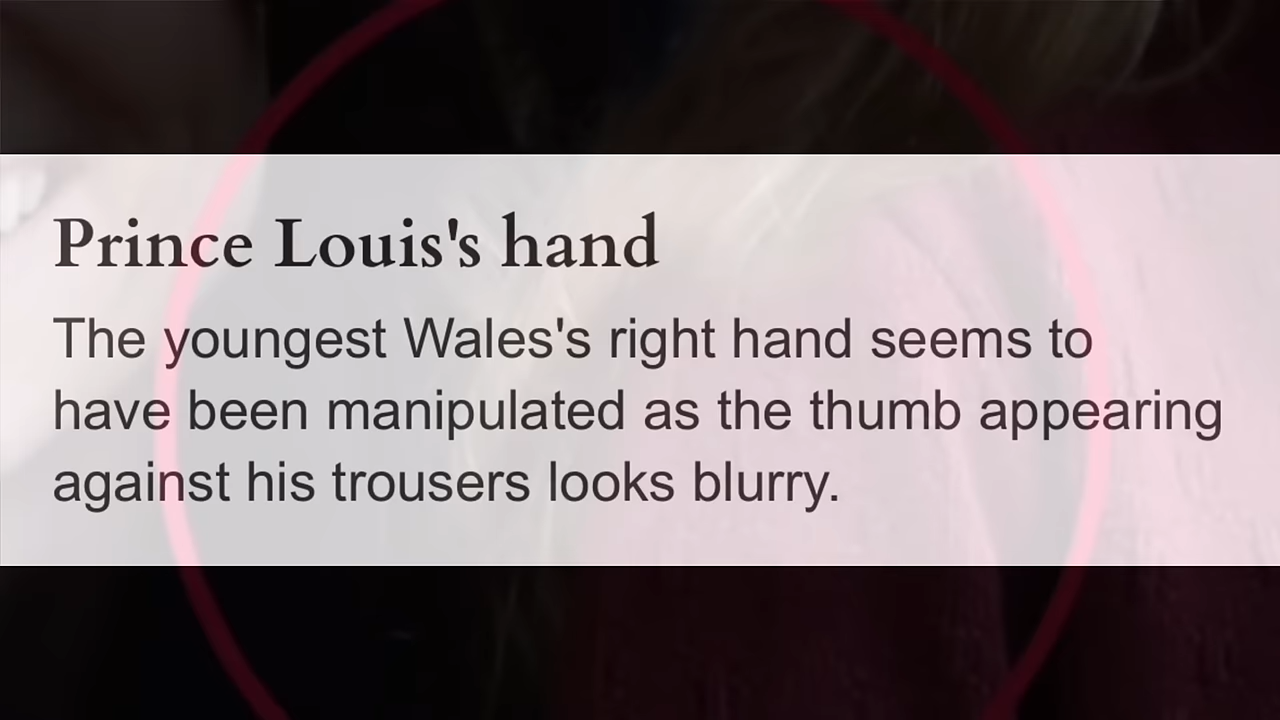 Prince Louis's hand
The youngest Wales's right hand seems to
have been manipulated as the thumb appearing
against his trousers looks blurry.